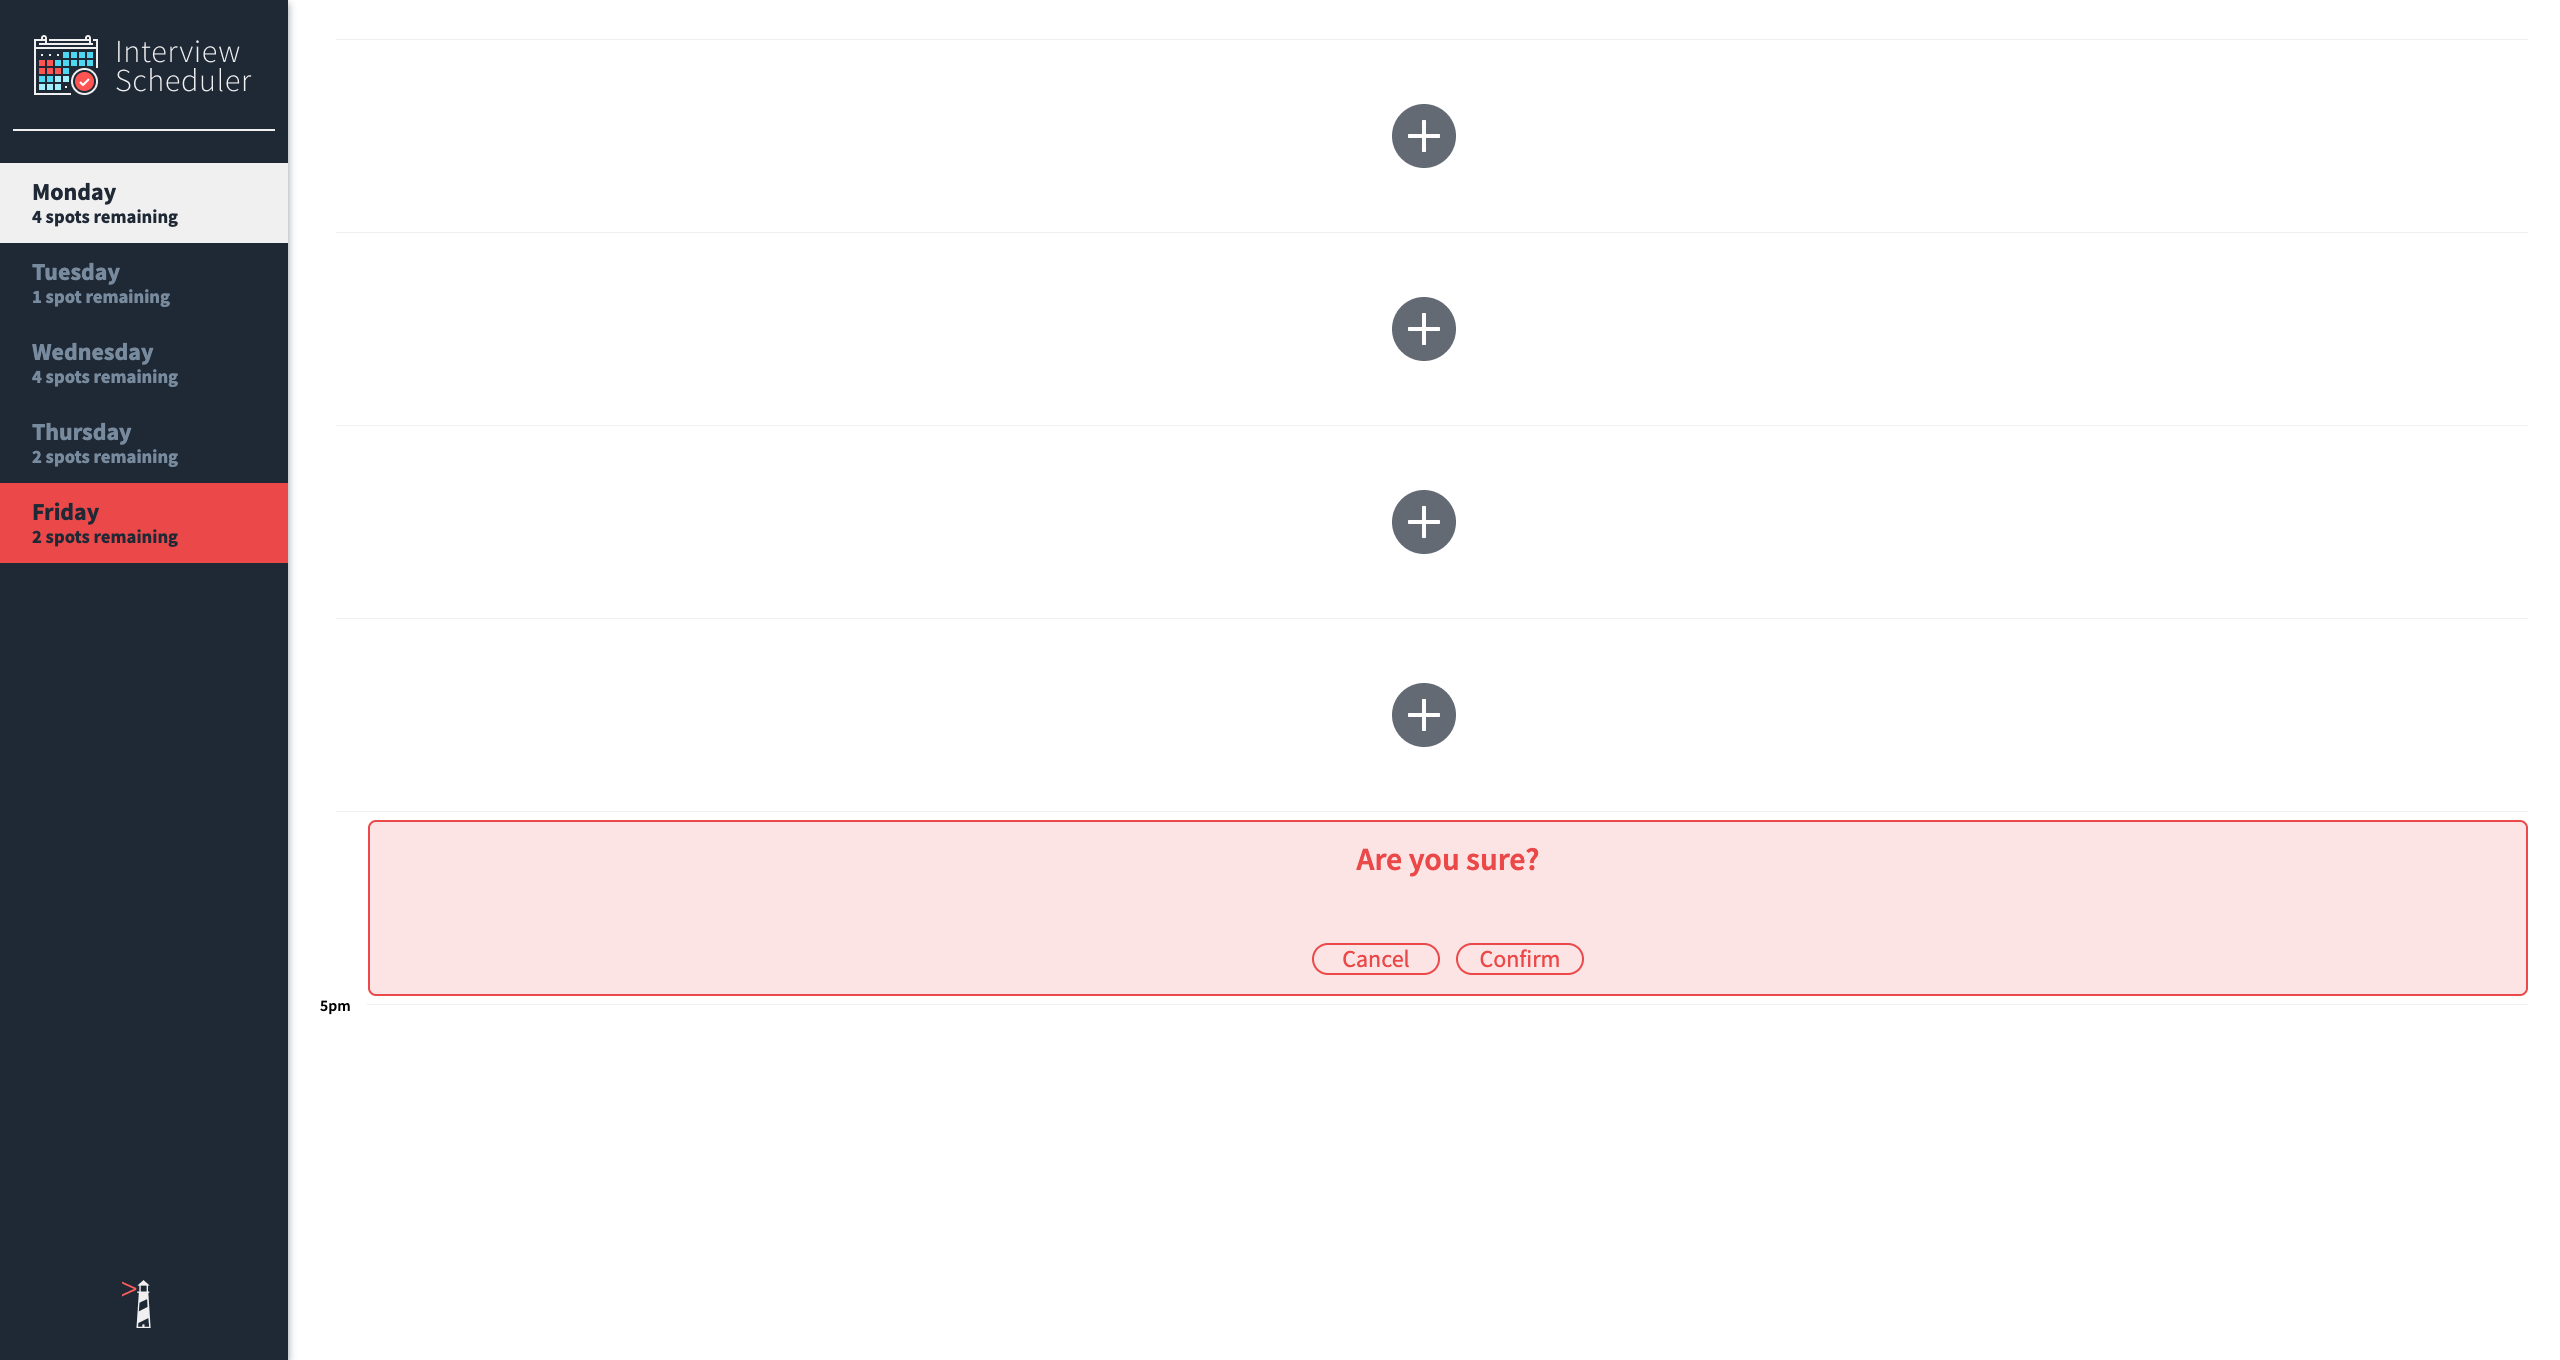 Interview
Scheduler
Monday
4 spots remaining
Tuesday
1 spot remaining
Wednesday
4 spots remaining
Thursday
2 spots remaining
Friday
2 spots remaining
Are you sure?
Cancel Confirm
5pm